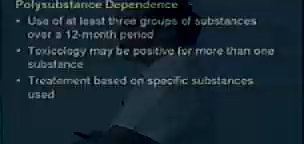 Polysubstance Dependence
• Use of at least three groups of substances
over a 12-month period
• Toxicology may be positive for more than one
substance
• Treatement based on specific substances
used